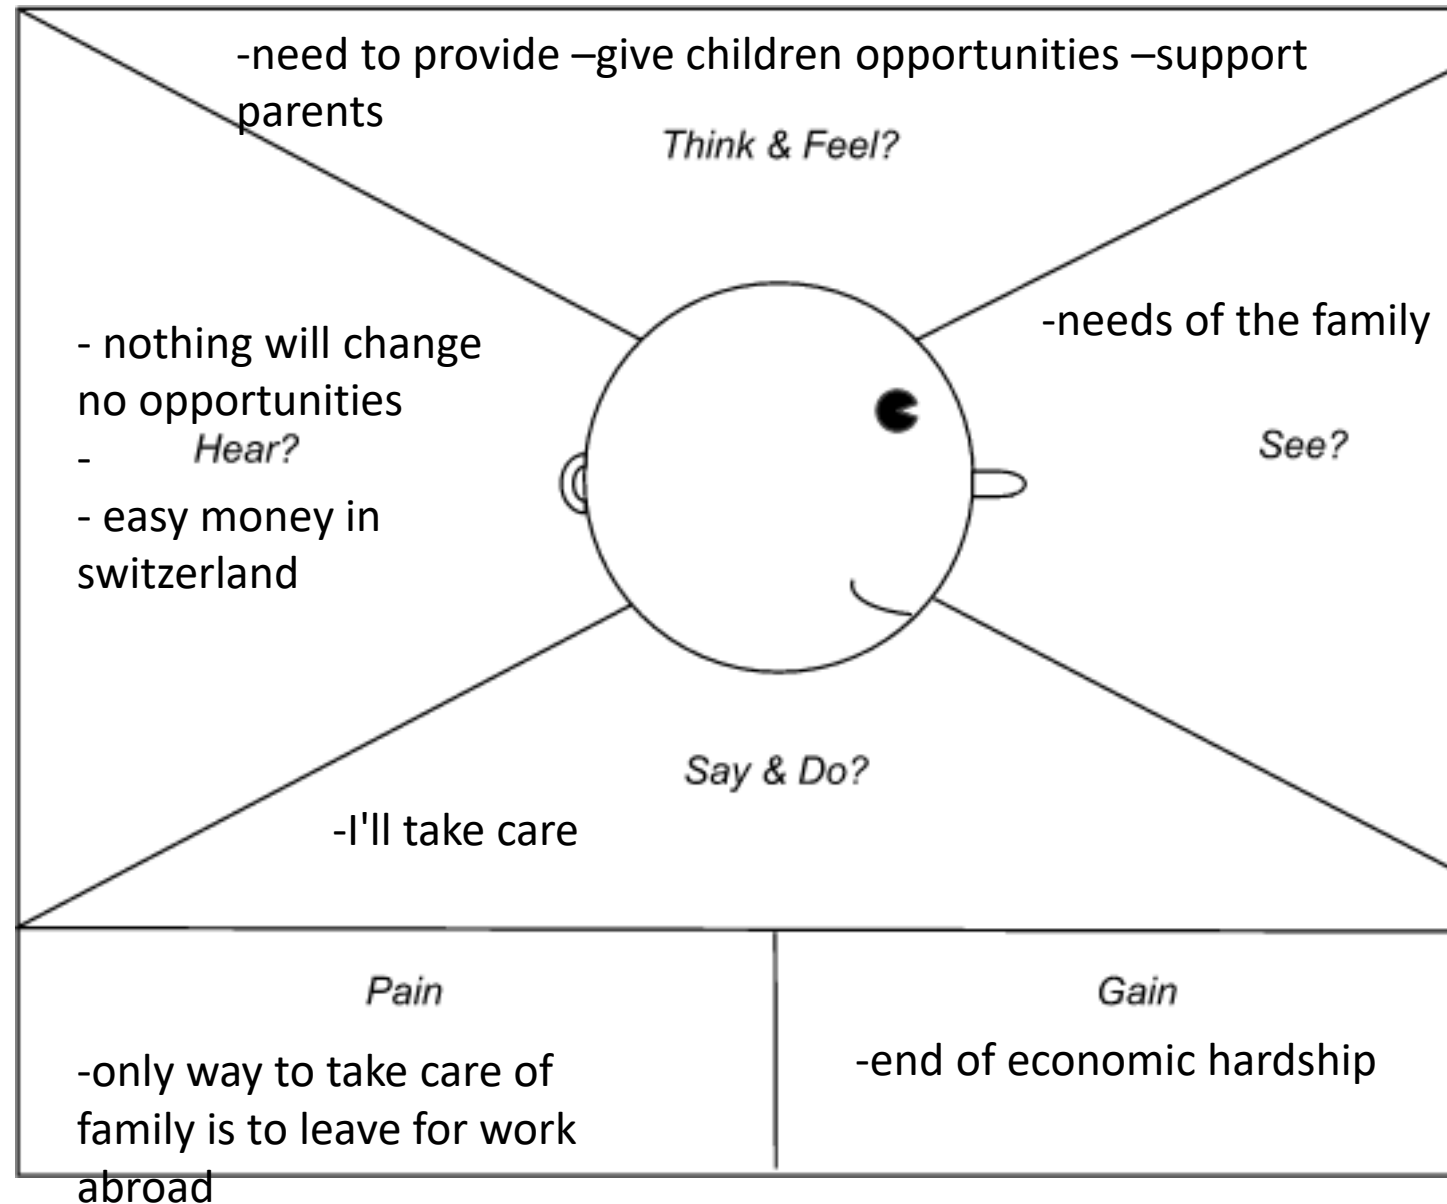 -need to provide –give children opportunities –support
parents
Think & Feel?
- nothing will change
no opportunities
-
Hear?
- easy money in
switzerland
-needs of the family
See?
Say & Do?
-I'll take care
Pain
-only way to take care of
family is to leave for work
abroad
Gain
-end of economic hardship